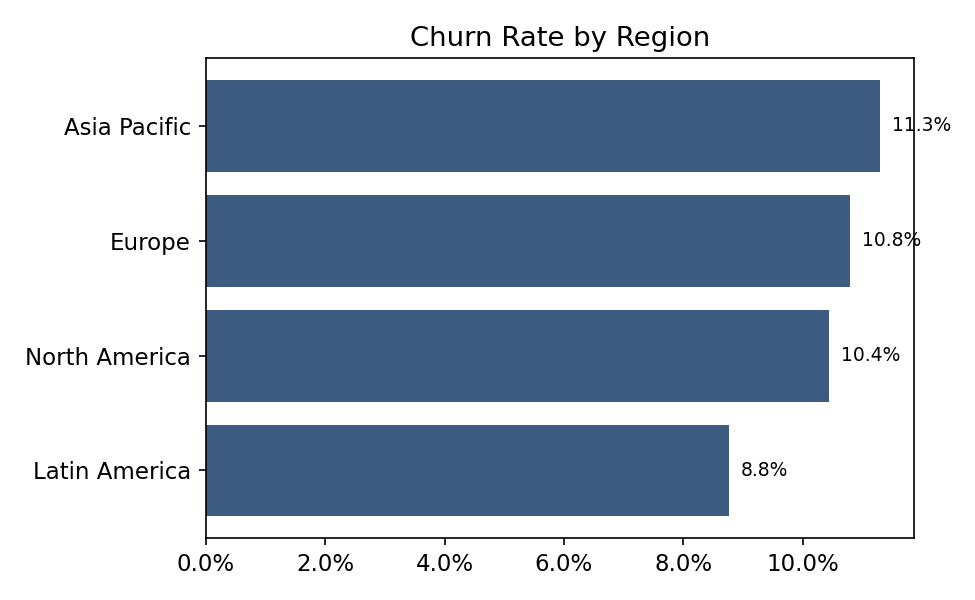 Churn Rate by Region
Asia Pacific 11.3%
Europe 10.8%
North America 10.4%
Latin America 8.8%
0.0% 2.0% 4.0% 6.0% 8.0% 10.0%